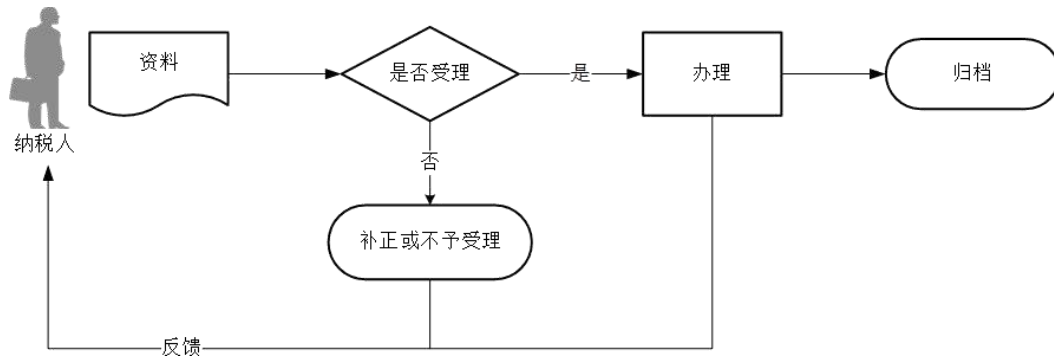 资料
是否受理
是
办理
归档
纳税人
否
补正或不予受理
反馈